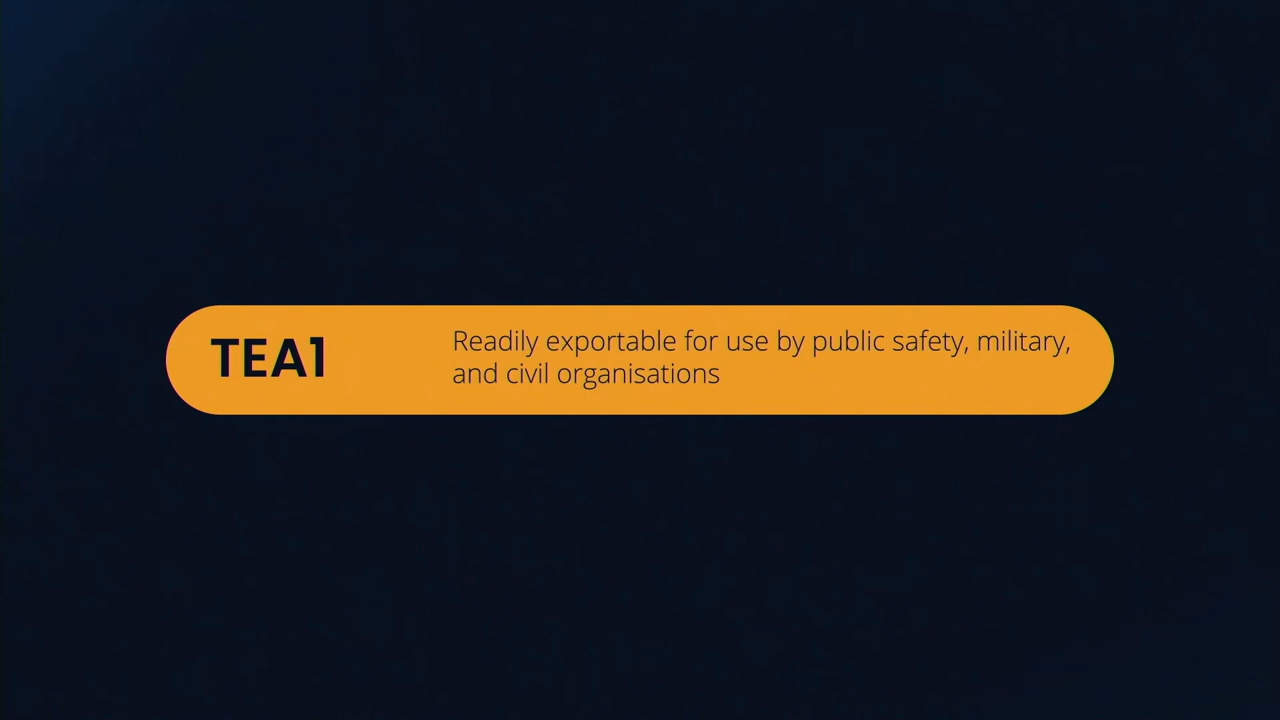 TEA1
Readily exportable for use by public safety, military,
and civil organisations